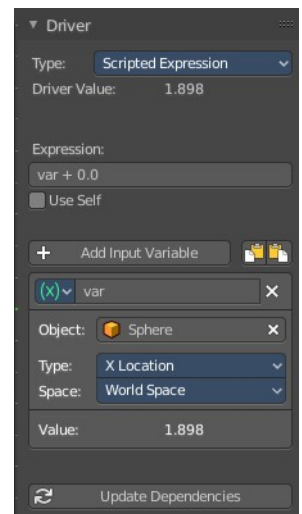 Driver
Type: Scripted Expression
Driver Value: 1.898
Expression:
var + 0.0
Use Self
Add Input Variable
(x) var
Object: Sphere
Type: X Location
Space: World Space
Value: 1.898
Update Dependencies